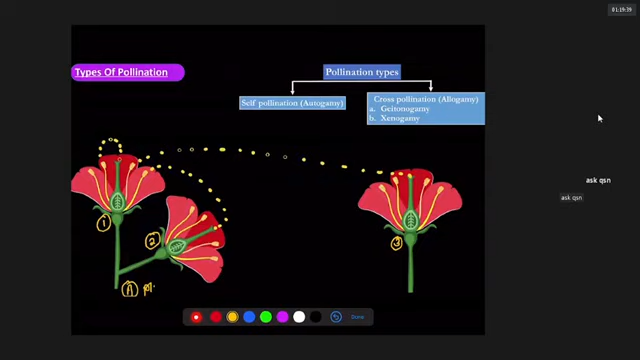 01:19:39
Types Of Pollination
Pollination types
Self pollination (Autogamy)
Cross pollination (Allogamy)
a. Geitonogamy
b. Xenogamy
ask qsn
ask qsn
1
2
3
A
Done